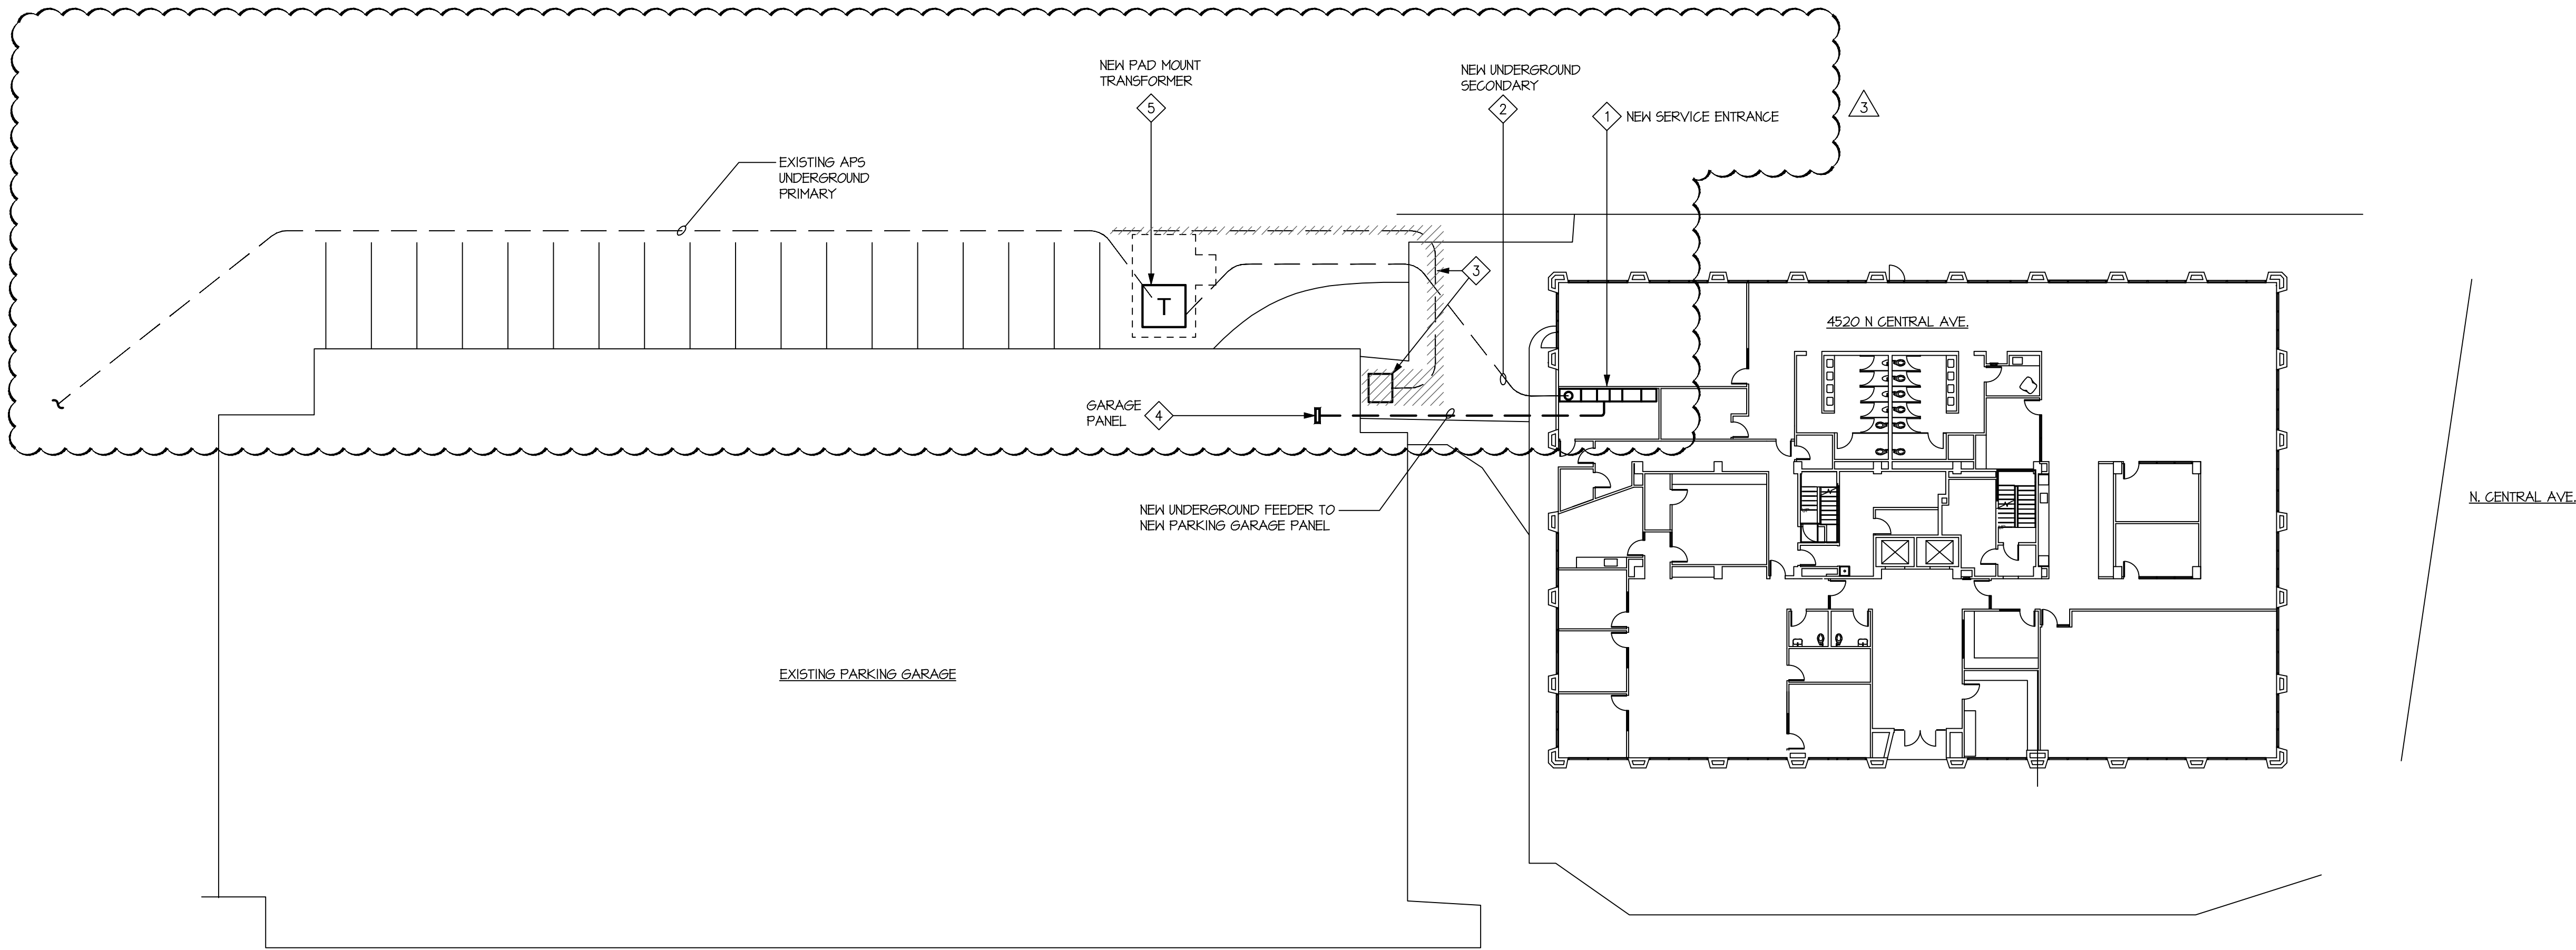 NEW PAD MOUNT
TRANSFORMER
5
NEW UNDERGROUND
SECONDARY
2
1 NEW SERVICE ENTRANCE
3
EXISTING APS
UNDERGROUND
PRIMARY
3
T
4520 N CENTRAL AVE.
GARAGE
PANEL
4
NEW UNDERGROUND FEEDER TO
NEW PARKING GARAGE PANEL
N. CENTRAL AVE.
EXISTING PARKING GARAGE